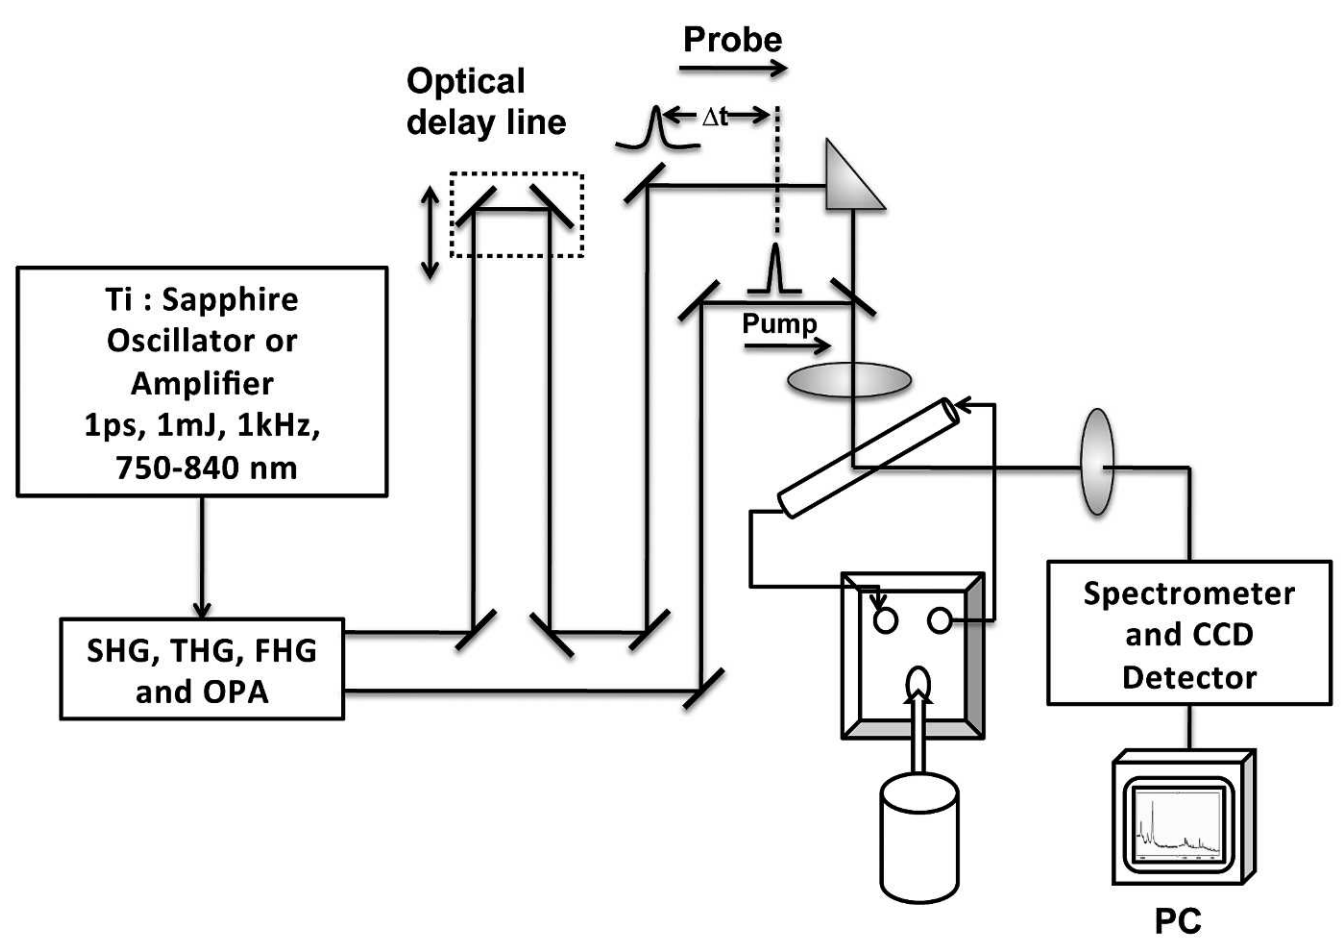 Probe
Optical
delay line
Δt
Ti : Sapphire
Oscillator or
Amplifier
1ps, 1mJ, 1kHz,
750-840 nm
Pump
SHG, THG, FHG
and OPA
Spectrometer
and CCD
Detector
PC